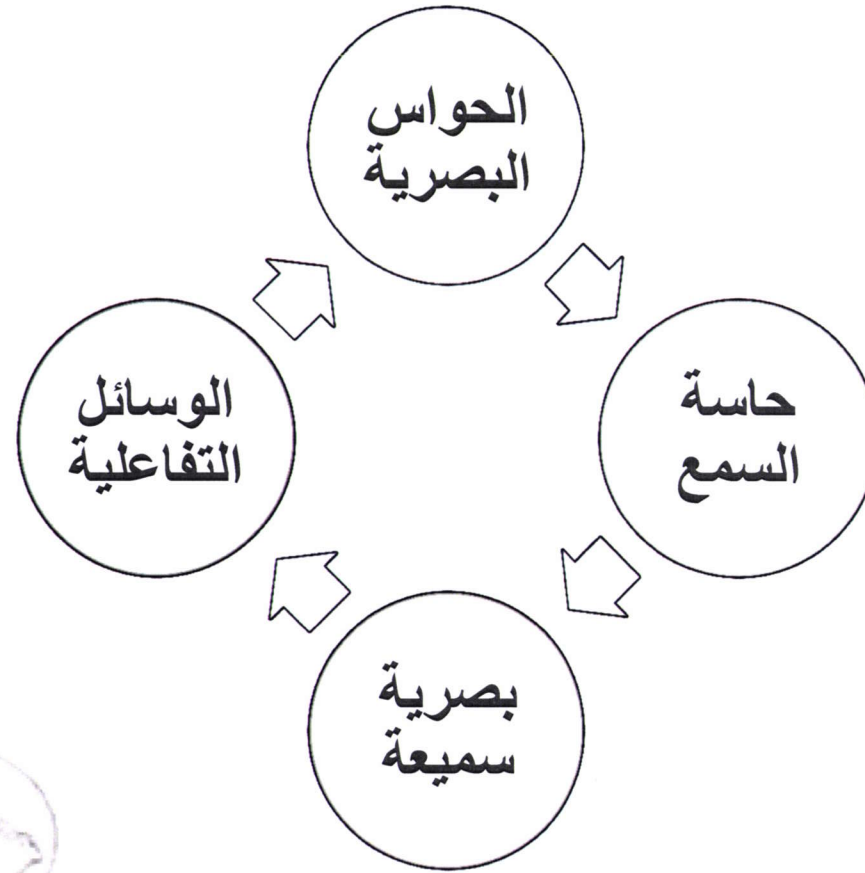 الحواس
البصرية
حاسة
السمع
بصرية
سميعة
الوسائل
التفاعلية